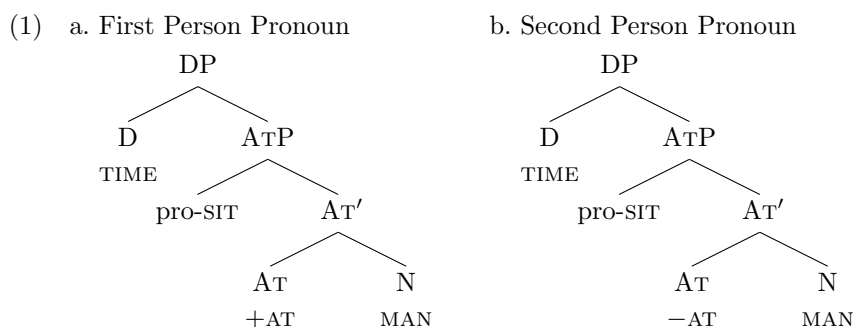 (1) a. First Person Pronoun b. Second Person Pronoun
DP DP
D ATP D ATP
TIME TIME
pro-SIT AT′ pro-SIT AT′
AT N AT N
+AT MAN −AT MAN